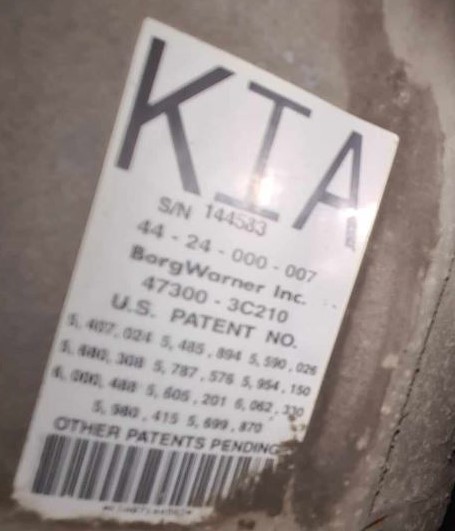 KIA
S/N 144583
44-24-000-007
BorgWarner Inc.
47300-3C210
U.S. PATENT NO.
5,407,024 5,485,894 5,590,026
5,680,308 5,787,576 5,954,150
6,000,488 5,605,201 6,062,330
5,980,415 5,699,870
OTHER PATENTS PENDING